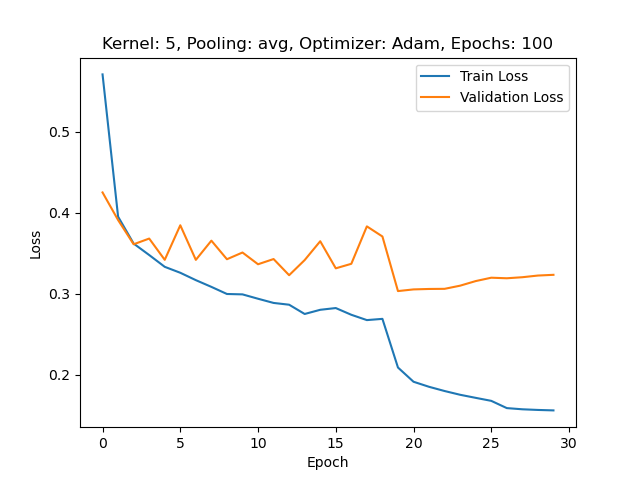 Kernel: 5, Pooling: avg, Optimizer: Adam, Epochs: 100
Train Loss
Validation Loss
Loss
0.5
0.4
0.3
0.2
0 5 10 15 20 25 30
Epoch